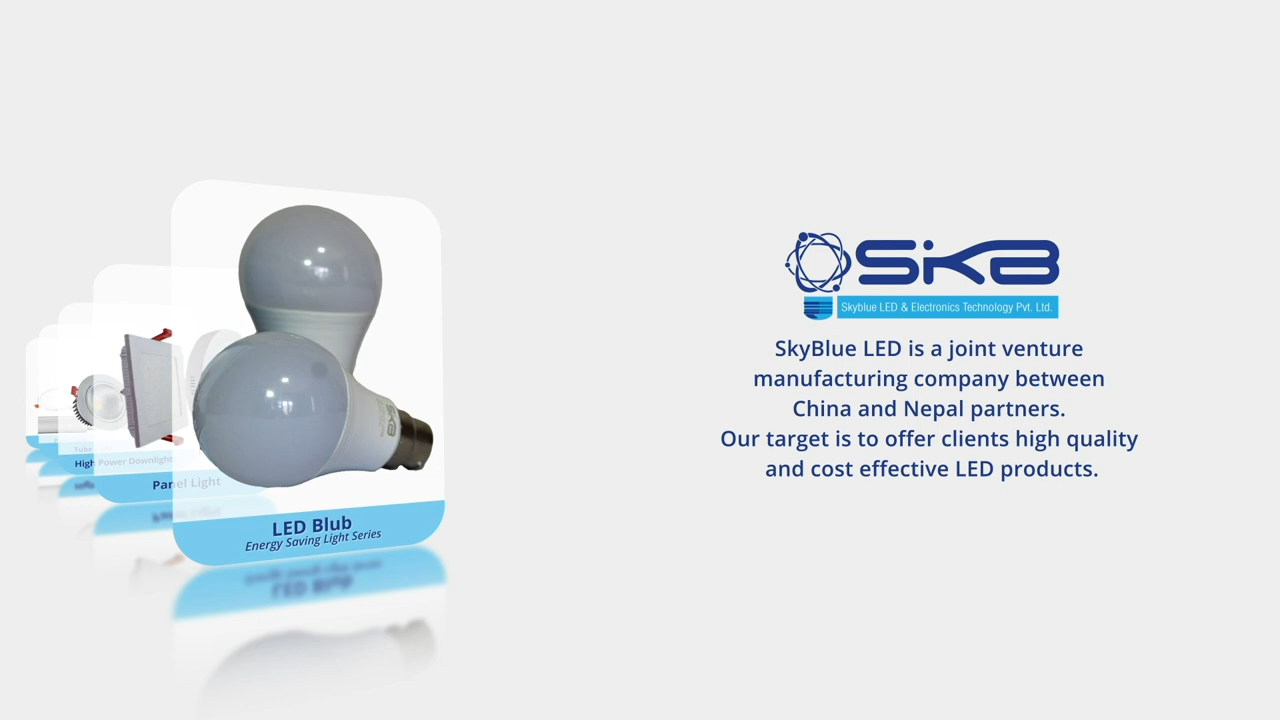 SKB
Skyblue LED & Electronics Technology Pvt. Ltd.
SkyBlue LED is a joint venture
manufacturing company between
China and Nepal partners.
Our target is to offer clients high quality
and cost effective LED products.
SKB
LED Blub
Energy Saving Light Series
Panel Light
High Power Downlight
Tube